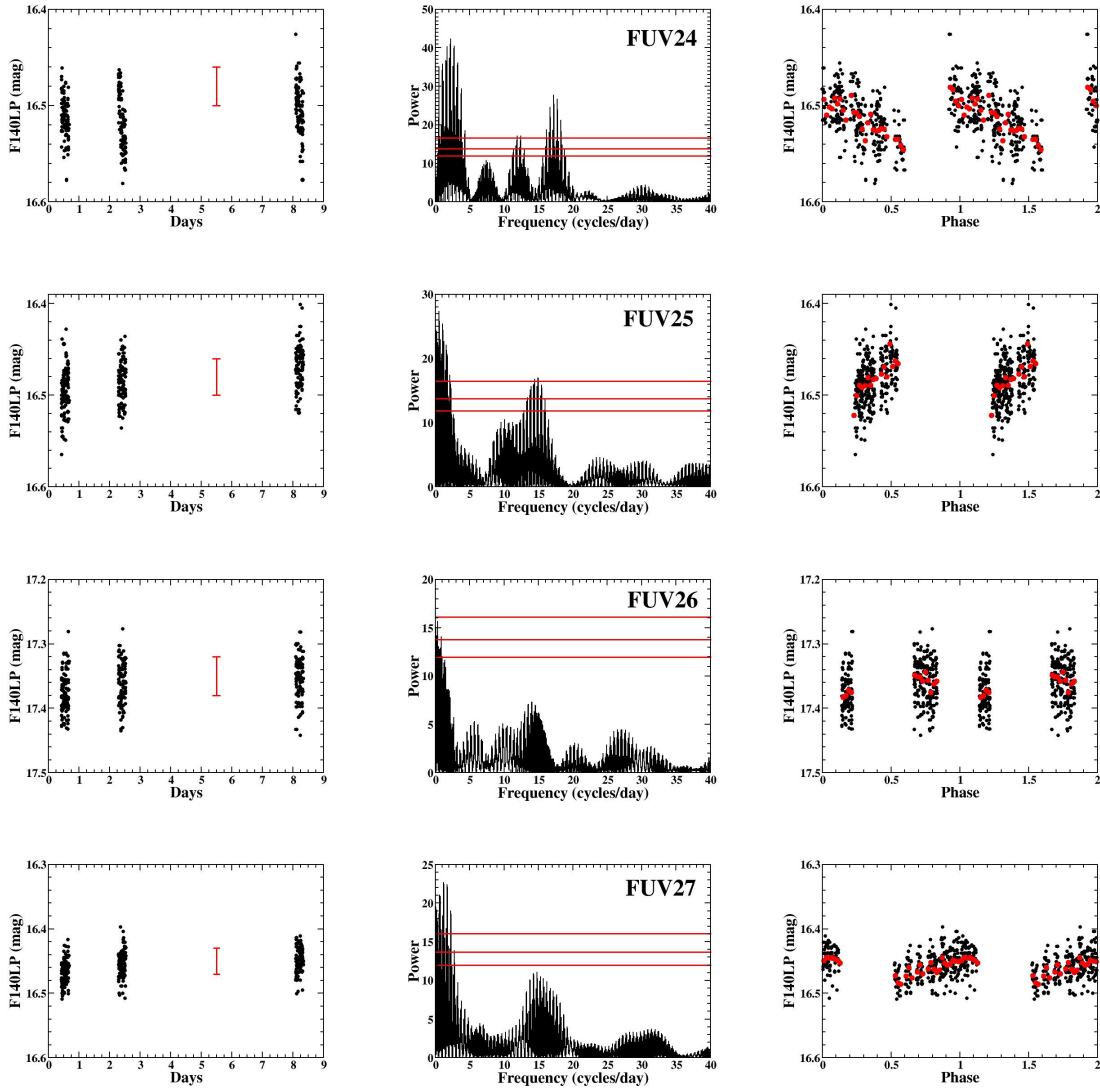 16.4
16.5
16.6
F140LP (mag)
0 1 2 3 4 5 6 7 8 9
Days
50
40
30
20
10
0
Power
FUV24
0 5 10 15 20 25 30 35 40
Frequency (cycles/day)
16.4
16.5
16.6
F140LP (mag)
0 0.5 1 1.5 2
Phase
16.4
16.5
16.6
F140LP (mag)
0 1 2 3 4 5 6 7 8 9
Days
30
20
10
0
Power
FUV25
0 5 10 15 20 25 30 35 40
Frequency (cycles/day)
16.4
16.5
16.6
F140LP (mag)
0 0.5 1 1.5 2
Phase
17.2
17.3
17.4
17.5
F140LP (mag)
0 1 2 3 4 5 6 7 8 9
Days
20
15
10
5
0
Power
FUV26
0 5 10 15 20 25 30 35 40
Frequency (cycles/day)
17.2
17.3
17.4
17.5
F140LP (mag)
0 0.5 1 1.5 2
Phase
16.3
16.4
16.5
16.6
F140LP (mag)
0 1 2 3 4 5 6 7 8 9
Days
25
20
15
10
5
0
Power
FUV27
0 5 10 15 20 25 30 35 40
Frequency (cycles/day)
16.3
16.4
16.5
16.6
F140LP (mag)
0 0.5 1 1.5 2
Phase